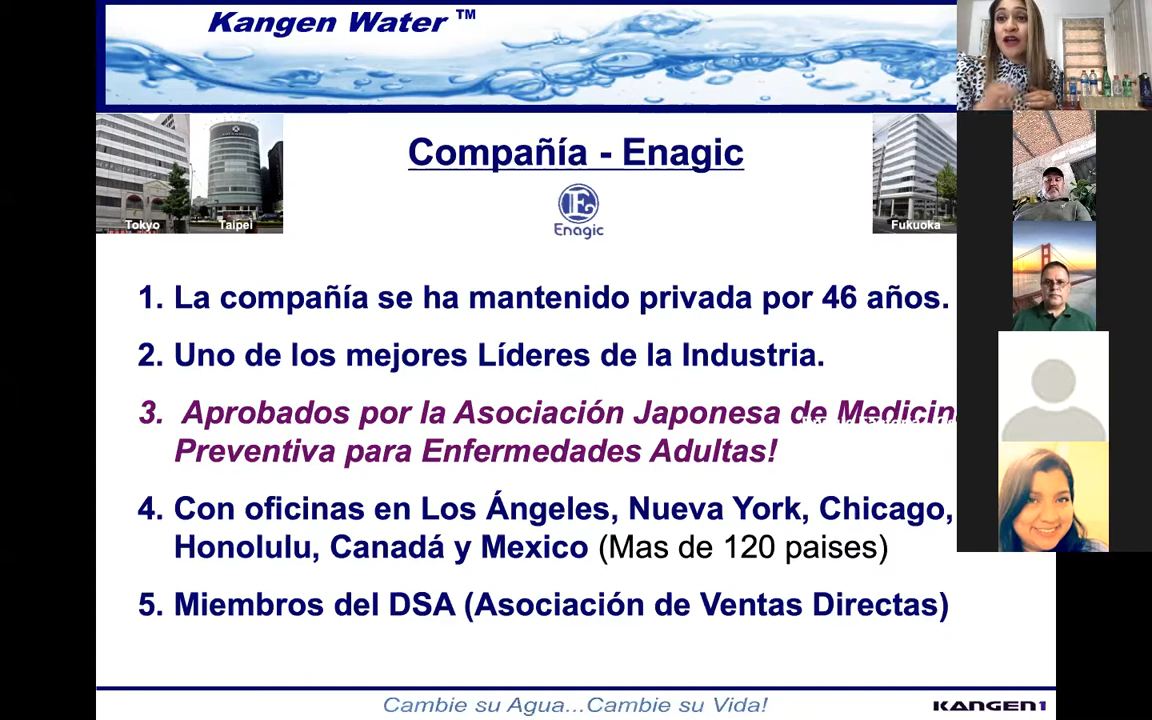 Kangen Water ™
Tokyo
Taipei
Fukuoka
Compañía - Enagic
E
Enagic
1. La compañía se ha mantenido privada por 46 años.
2. Uno de los mejores Líderes de la Industria.
3. Aprobados por la Asociación Japonesa de
Preventiva para Enfermedades Adultas!
4. Con oficinas en Los Ángeles, Nueva York, Chicago,
Honolulu, Canadá y Mexico (Mas de 120 paises)
5. Miembros del DSA (Asociación de Ventas Directas)
Cambie su Agua...Cambie su Vida!
KANGEN1